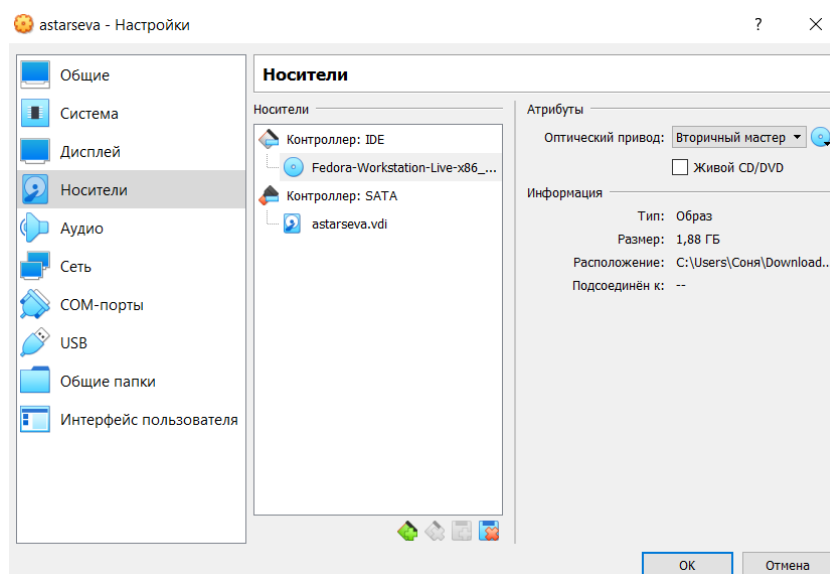 astarseva - Настройки
?
Общие
Система
Дисплей
Носители
Аудио
Сеть
COM-порты
USB
Общие папки
Интерфейс пользователя
Носители
Носители
Контроллер: IDE
Fedora-Workstation-Live-x86_...
Контроллер: SATA
astarseva.vdi
Атрибуты
Оптический привод: Вторичный мастер
Живой CD/DVD
Информация
Тип: Образ
Размер: 1,88 ГБ
Расположение: C:\Users\Соня\Download..
Подсоединён к: --
OK Отмена